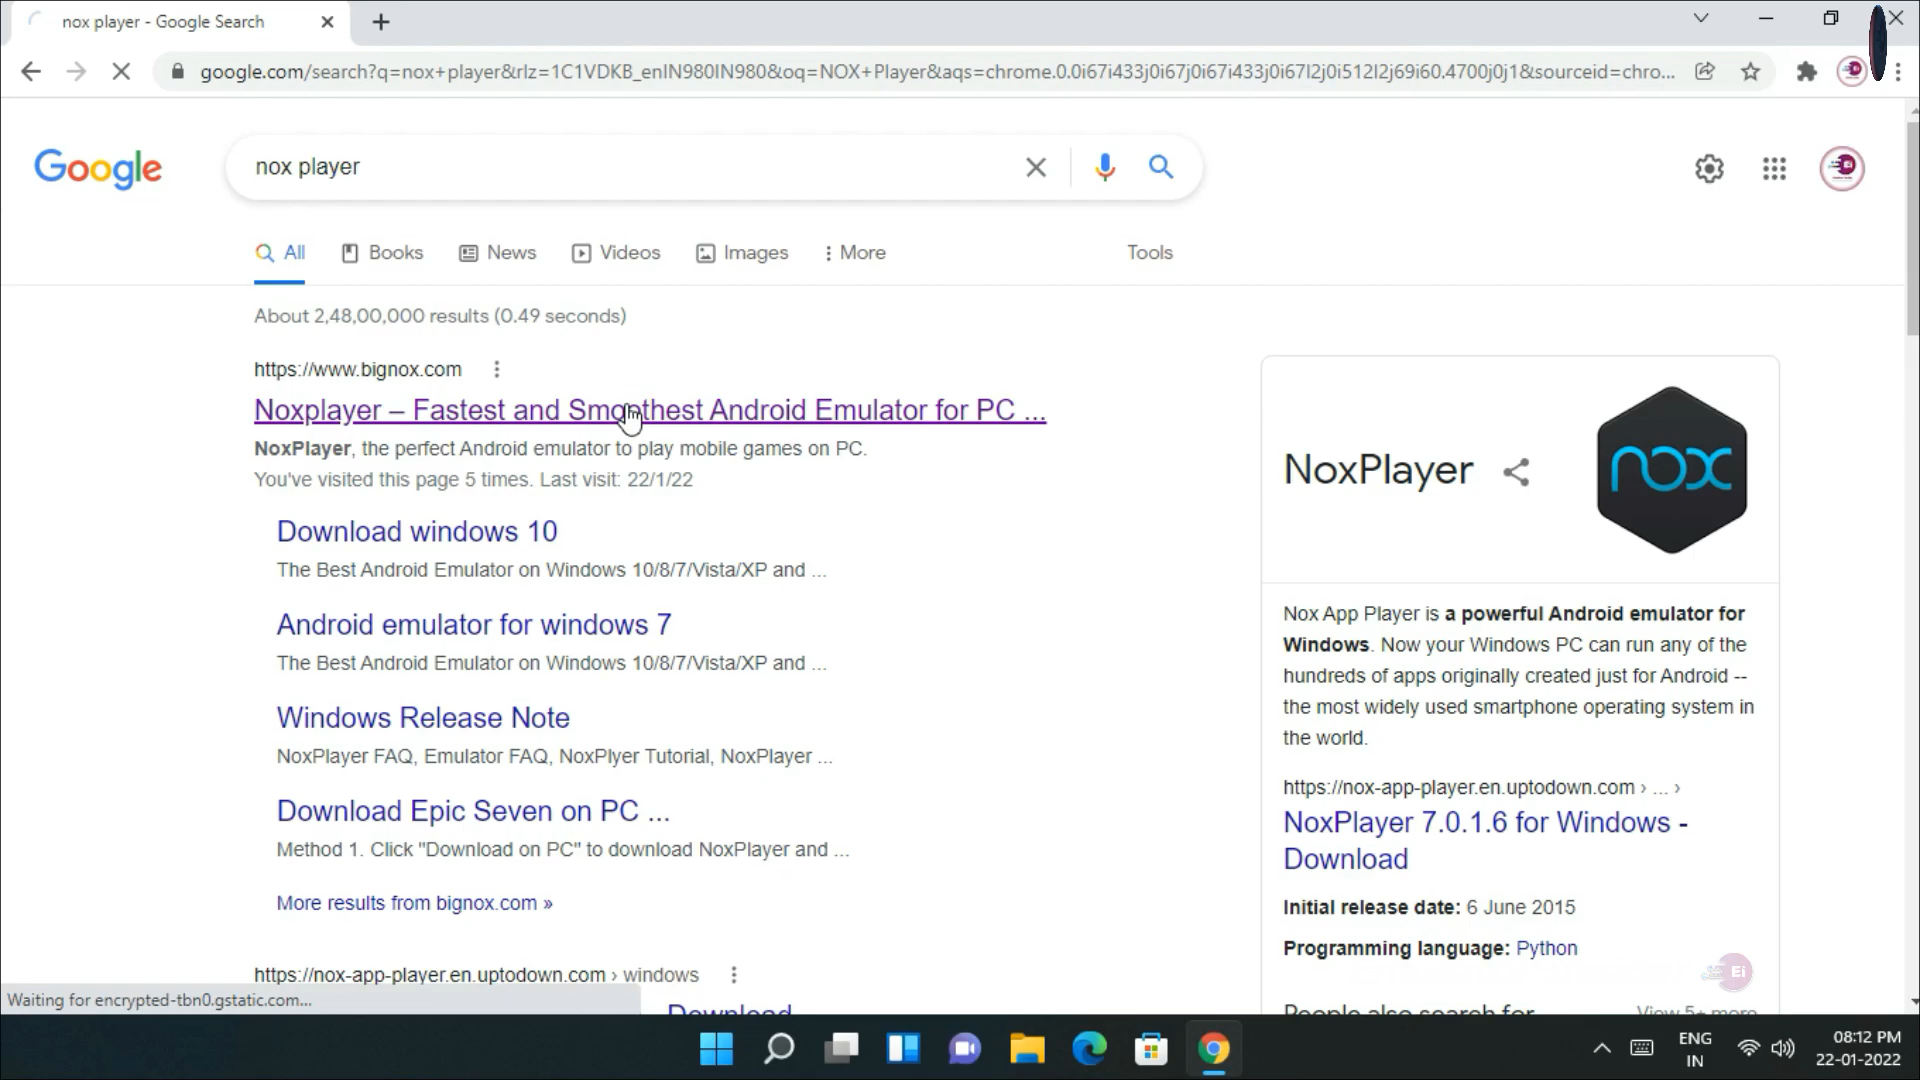 nox player - Google Search
google.com/search?q=nox+player&rlz=1C1VDKB_enIN980IN980&oq=NOX+Player&aqs=chrome.0.0i67i433j0i67j0i67i433j0i67l2j0i512l2j69i60.4700j0j1&sourceid=chro...
Google
nox player
All Books News Videos Images More Tools
About 2,48,00,000 results (0.49 seconds)
https://www.bignox.com
Noxplayer – Fastest and Smoothest Android Emulator for PC ...
NoxPlayer, the perfect Android emulator to play mobile games on PC.
You've visited this page 5 times. Last visit: 22/1/22
Download windows 10
The Best Android Emulator on Windows 10/8/7/Vista/XP and ...
Android emulator for windows 7
The Best Android Emulator on Windows 10/8/7/Vista/XP and ...
Windows Release Note
NoxPlayer FAQ, Emulator FAQ, NoxPlyer Tutorial, NoxPlayer ...
Download Epic Seven on PC ...
Method 1. Click "Download on PC" to download NoxPlayer and ...
More results from bignox.com »
https://nox-app-player.en.uptodown.com › windows
Download
Waiting for encrypted-tbn0.gstatic.com...
NoxPlayer
nox
Nox App Player is a powerful Android emulator for
Windows. Now your Windows PC can run any of the
hundreds of apps originally created just for Android --
the most widely used smartphone operating system in
the world.
https://nox-app-player.en.uptodown.com › ... ›
NoxPlayer 7.0.1.6 for Windows -
Download
Initial release date: 6 June 2015
Programming language: Python
Ei
People also search for View 5+ more
ENG
IN
08:12 PM
22-01-2022